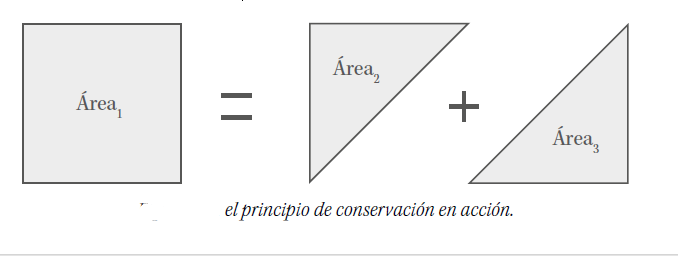 Área1 = Área2 + Área3
el principio de conservación en acción.